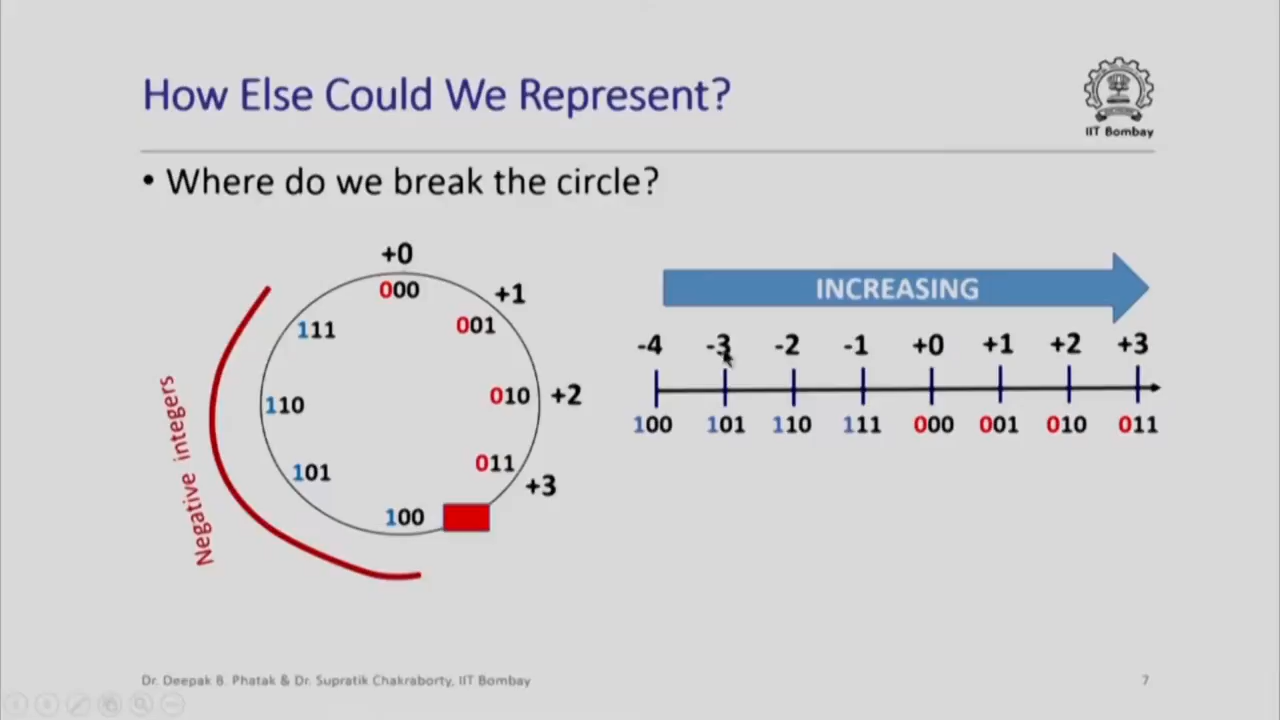 How Else Could We Represent?
IIT Bombay
• Where do we break the circle?
+0
000
+1
001
111
010 +2
110
011
+3
101
100
Negative integers
INCREASING
-4 -3 -2 -1 +0 +1 +2 +3
100 101 110 111 000 001 010 011
Dr. Deepak B. Phatak & Dr. Supratik Chakraborty, IIT Bombay
7